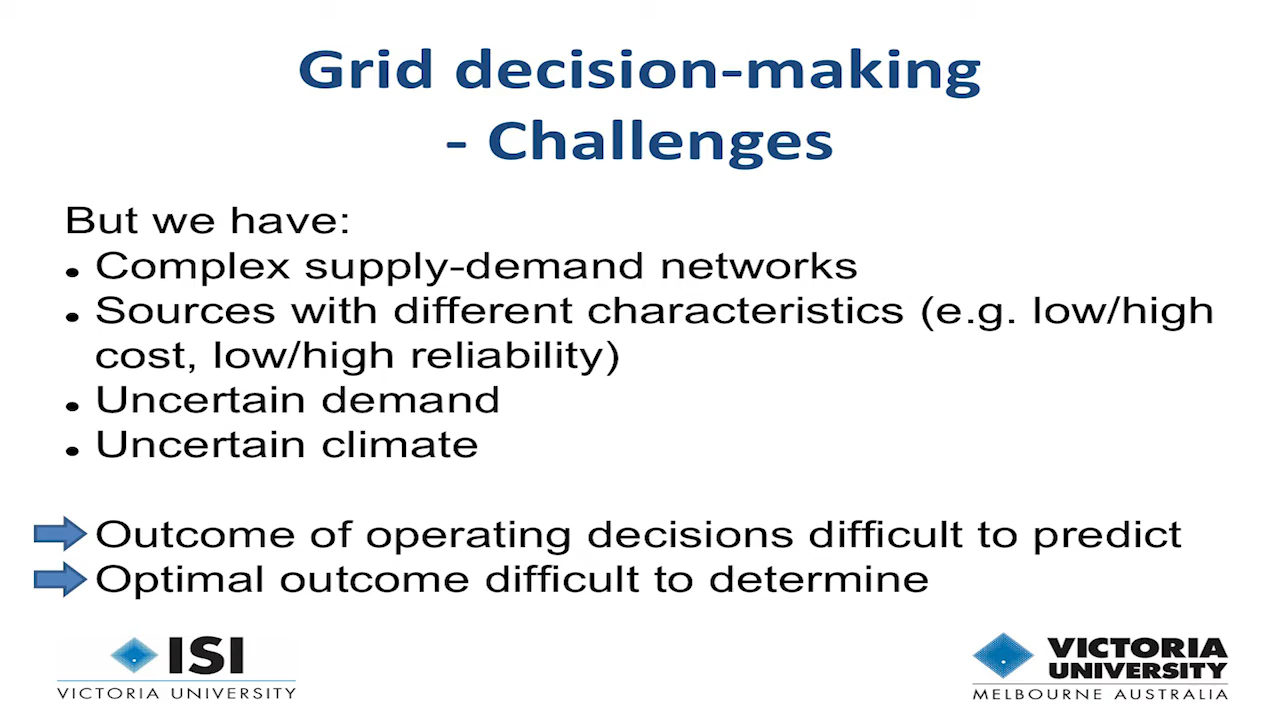 Grid decision-making
- Challenges
But we have:
• Complex supply-demand networks
• Sources with different characteristics (e.g. low/high
cost, low/high reliability)
• Uncertain demand
• Uncertain climate
Outcome of operating decisions difficult to predict
Optimal outcome difficult to determine
ISI
VICTORIA UNIVERSITY
VICTORIA
UNIVERSITY
MELBOURNE AUSTRALIA